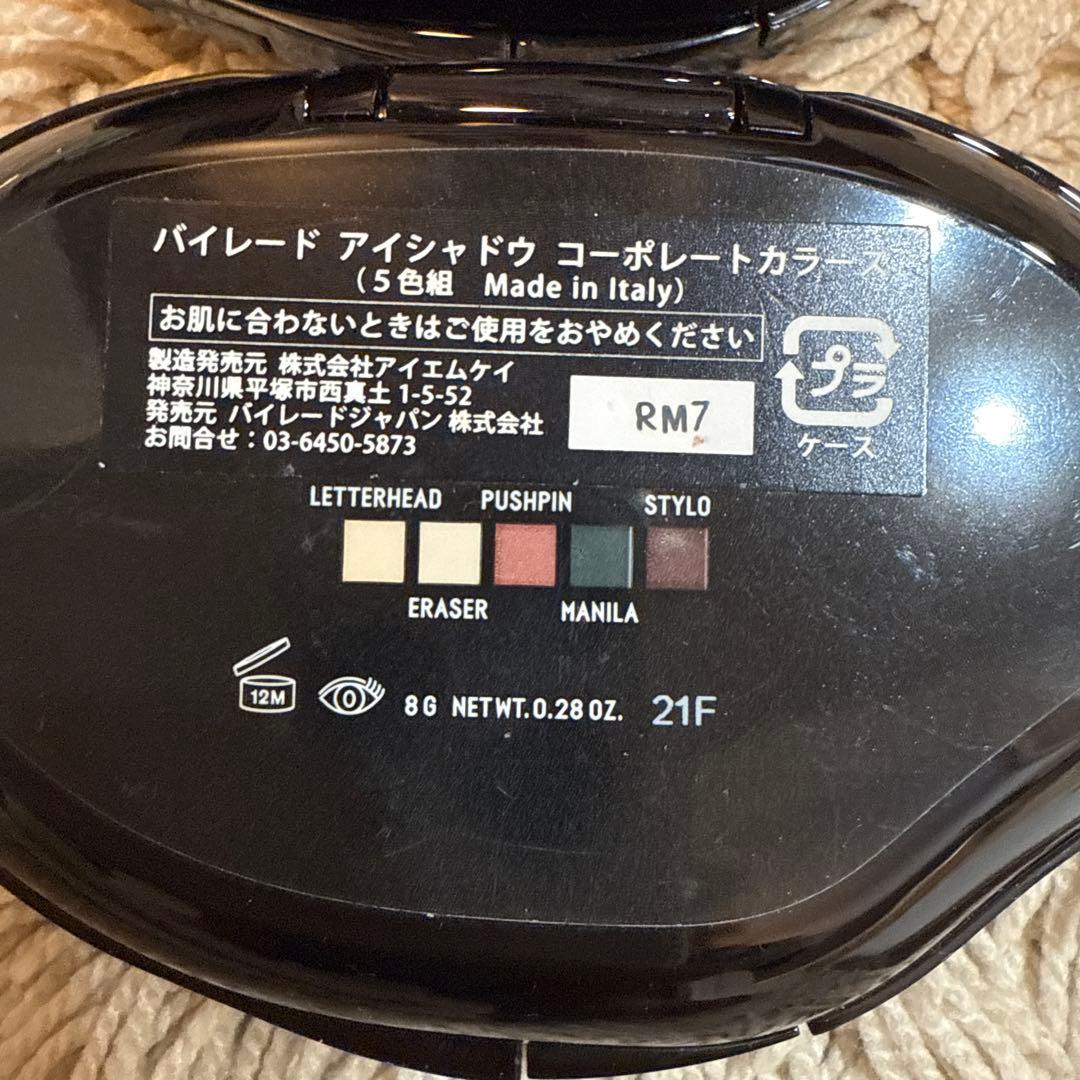 バイレード アイシャドウ コーポレートカラーズ
（5色組 Made in Italy）
お肌に合わないときはご使用をおやめください
製造発売元 株式会社アイエムケイ
神奈川県平塚市西真土 1-5-52
発売元 バイレードジャパン 株式会社
お問合せ：03-6450-5873
RM7
プラ
ケース
LETTERHEAD PUSHPIN STYLO
ERASER MANILA
12M
8G NETWT.0.28OZ. 21F